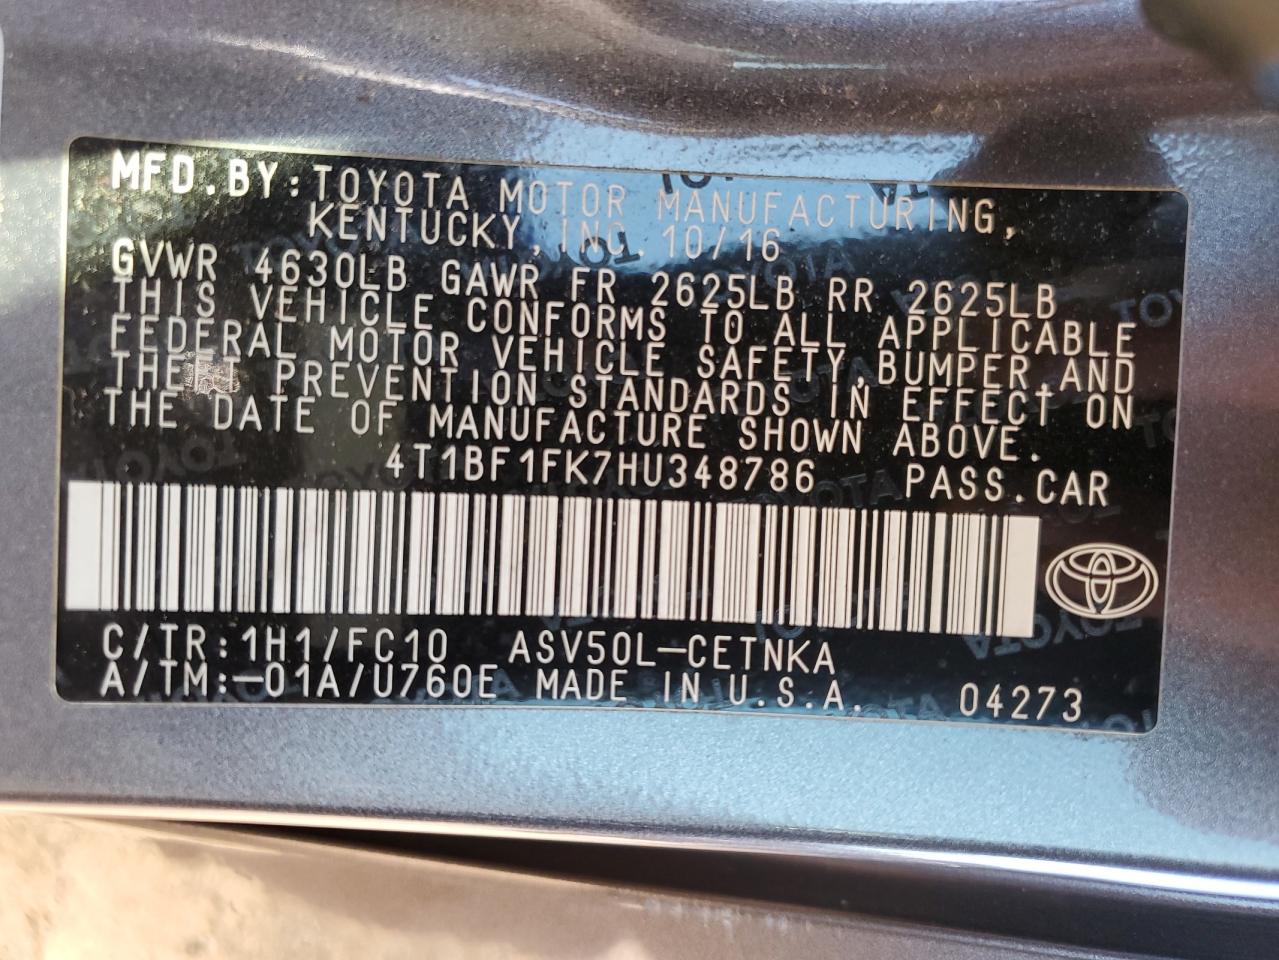 MFD.BY:TOYOTA MOTOR MANUFACTURING,
KENTUCKY,INC. 10/16
GVWR 4630LB GAWR FR 2625LB RR 2625LB
THIS VEHICLE CONFORMS TO ALL APPLICABLE
FEDERAL MOTOR VEHICLE SAFETY,BUMPER,AND
THEFT PREVENTION STANDARDS IN EFFECT ON
THE DATE OF MANUFACTURE SHOWN ABOVE.
4T1BF1FK7HU348786 PASS.CAR
C/TR:1H1/FC10 ASV50L-CETNKA
A/TM:-01A/U760E MADE IN U.S.A. 04273